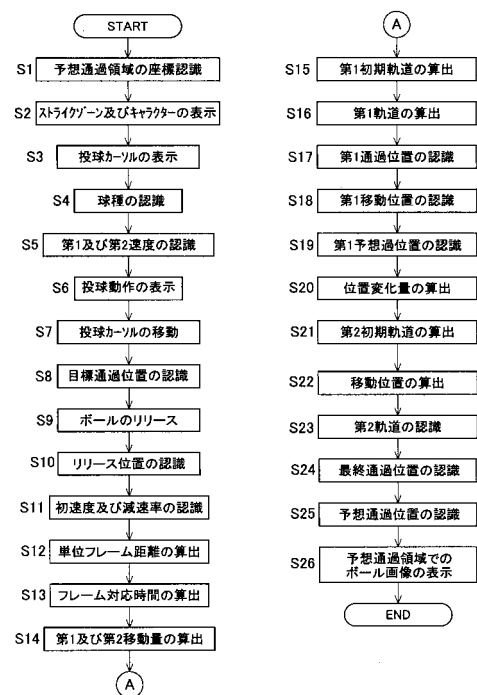 START
S1 予想通過領域の座標認識
S2 ストライクゾーン及びキャラクターの表示
S3 投球カーソルの表示
S4 球種の認識
S5 第1及び第2速度の認識
S6 投球動作の表示
S7 投球カーソルの移動
S8 目標通過位置の認識
S9 ボールのリリース
S10 リリース位置の認識
S11 初速度及び減速率の認識
S12 単位フレーム距離の算出
S13 フレーム対応時間の算出
S14 第1及び第2移動量の算出
A
A
S15 第1初期軌道の算出
S16 第1軌道の算出
S17 第1通過位置の認識
S18 第1移動位置の認識
S19 第1予想過位置の認識
S20 位置変化量の算出
S21 第2初期軌道の算出
S22 移動位置の算出
S23 第2軌道の認識
S24 最終通過位置の認識
S25 予想通過位置の認識
S26 予想通過領域での
ボール画像の表示
END